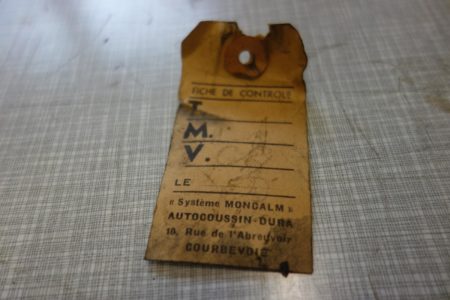 FICHE DE CONTROLE
T.
M.
V.
LE
« Système MONCALM »
AUTOCOUSSIN-DURA
18, Rue de l'Abreuvoir
COURBEVOIE